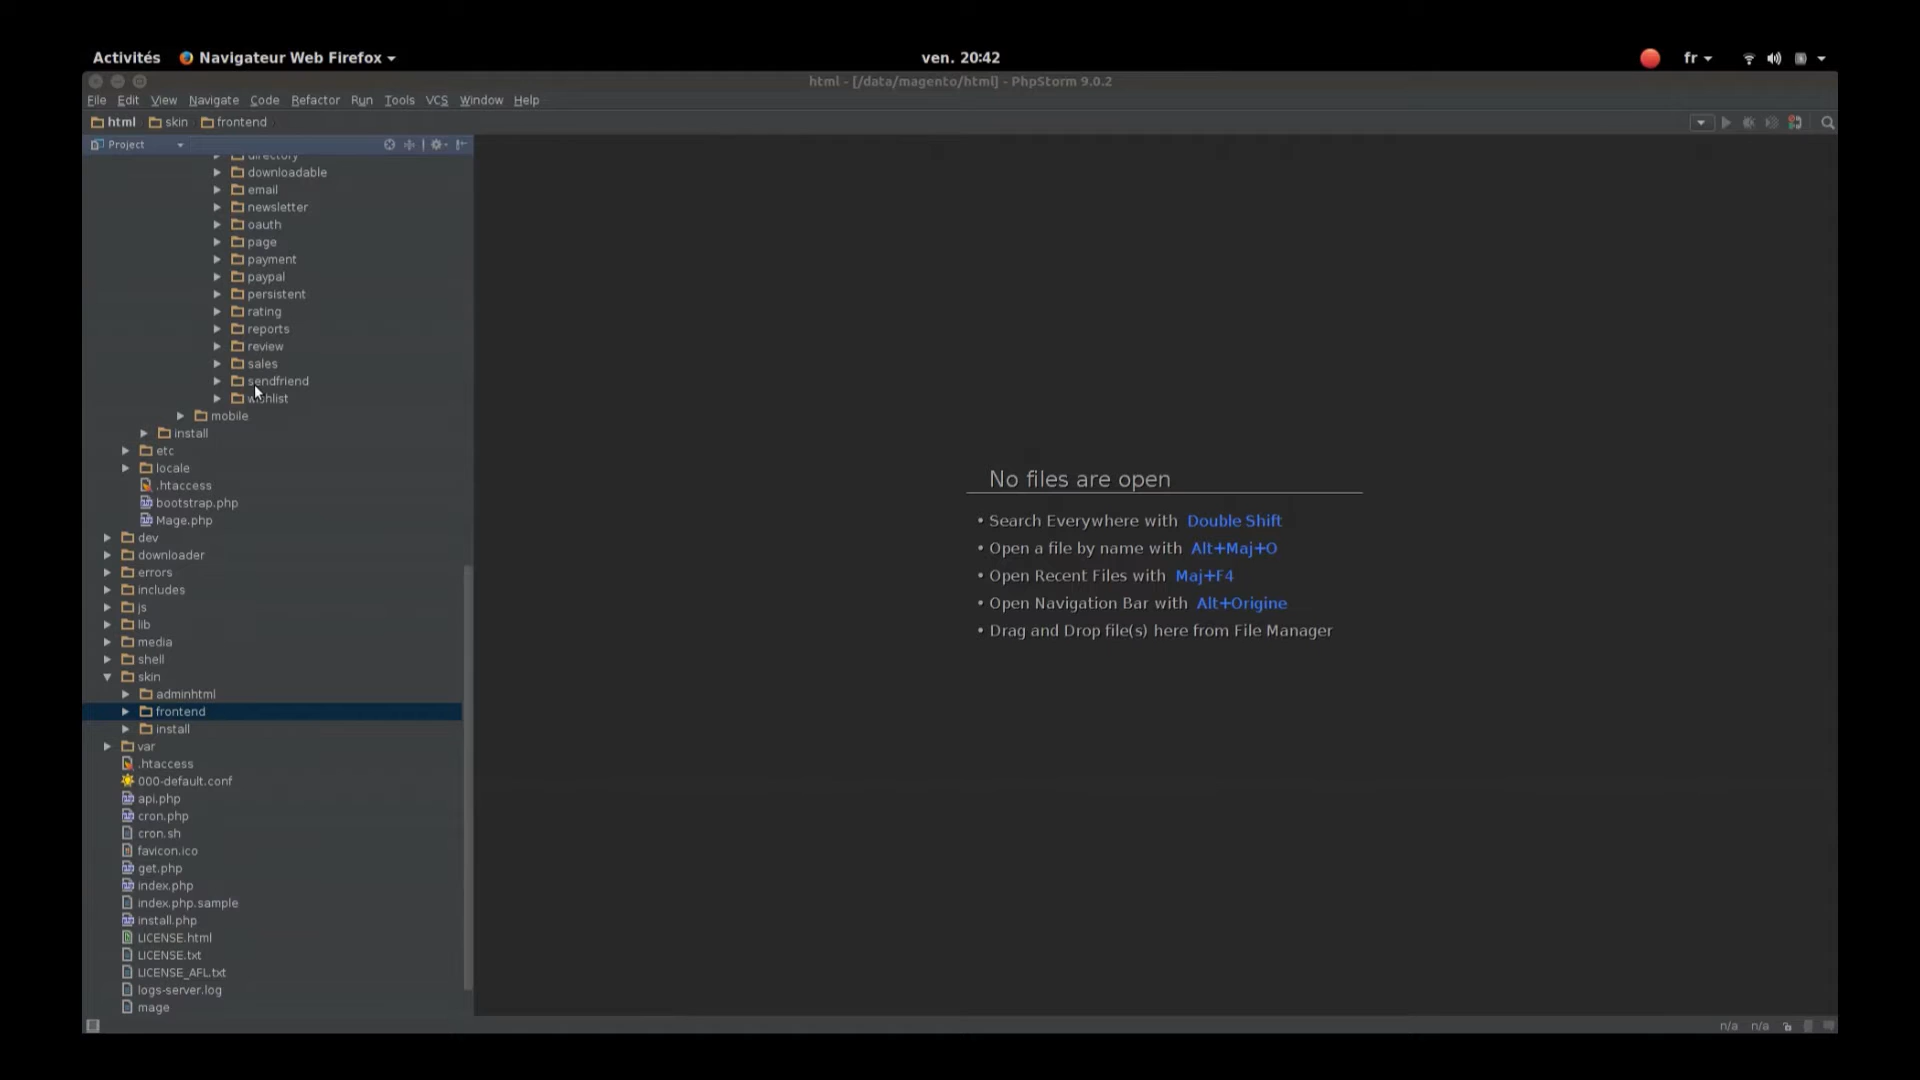 Activités Navigateur Web Firefox ven. 20:42 fr
html - [/data/magento/html] - PhpStorm 9.0.2
File Edit View Navigate Code Refactor Run Tools VCS Window Help
html skin frontend
Project
directory
downloadable
email
newsletter
oauth
page
payment
paypal
persistent
rating
reports
review
sales
sendfriend
wishlist
mobile
install
etc
locale
.htaccess
bootstrap.php
Mage.php
dev
downloader
errors
includes
js
lib
media
shell
skin
adminhtml
frontend
install
var
.htaccess
000-default.conf
api.php
cron.php
cron.sh
favicon.ico
get.php
index.php
index.php.sample
install.php
LICENSE.html
LICENSE.txt
LICENSE_AFL.txt
logs-server.log
mage
No files are open
• Search Everywhere with Double Shift
• Open a file by name with Alt+Maj+O
• Open Recent Files with Maj+F4
• Open Navigation Bar with Alt+Origine
• Drag and Drop file(s) here from File Manager
n/a n/a